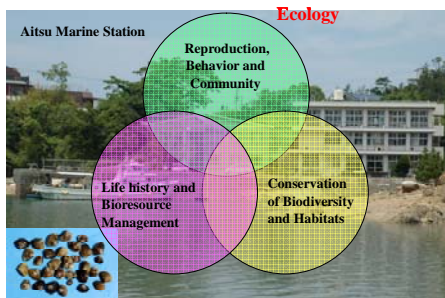 Ecology
Aitsu Marine Station
Reproduction,
Behavior and
Community
Life history and
Bioresource
Management
Conservation
of Biodiversity
and Habitats